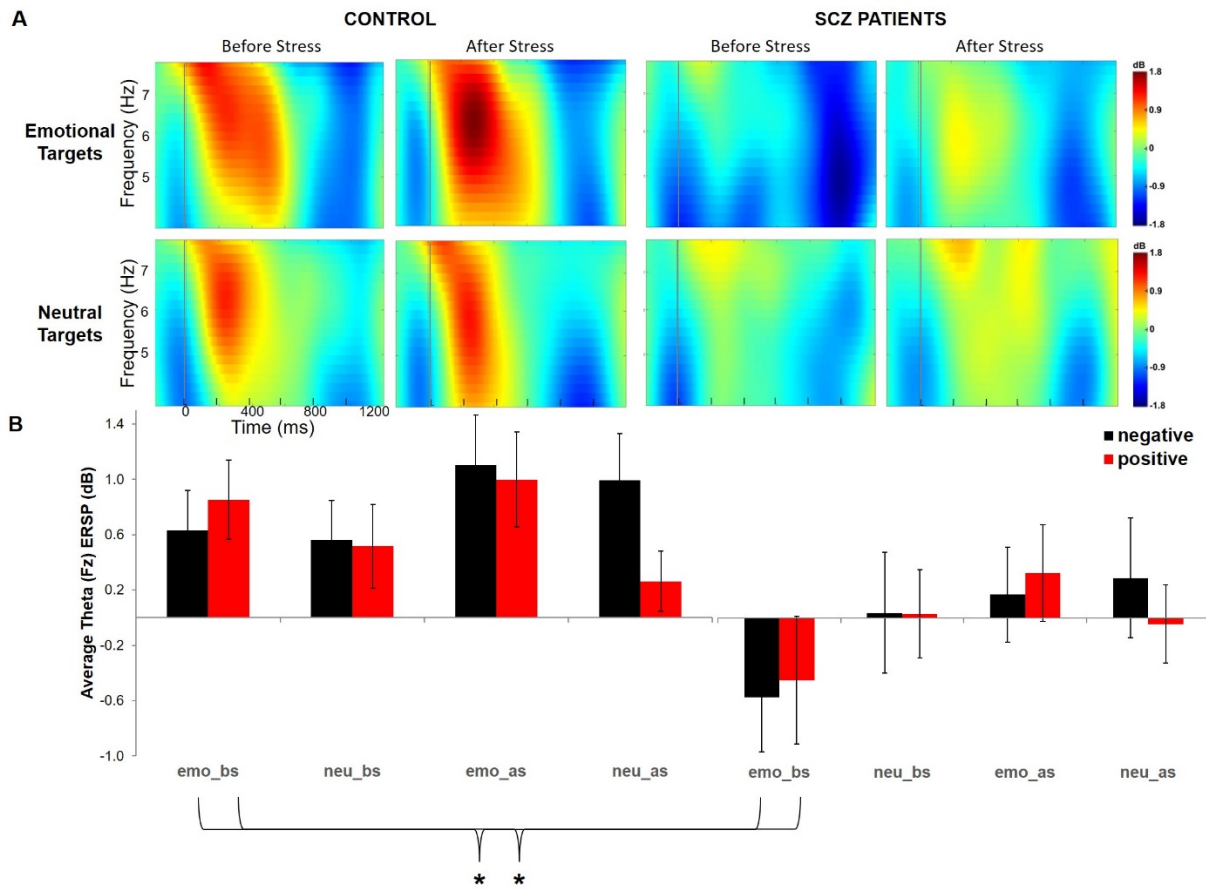 A
CONTROL
SCZ PATIENTS
Before Stress
After Stress
Before Stress
After Stress
Emotional
Targets
Frequency (Hz)
7
6
5
dB
1.8
0.9
0
-0.9
-1.8
Neutral
Targets
Frequency (Hz)
7
6
5
dB
1.8
0.9
0
-0.9
-1.8
0 400 800 1200
Time (ms)
B
negative
positive
Average Theta (Fz) ERSP (dB)
1.4
1.0
0.6
0.2
-0.2
-0.6
-1.0
emo_bs neu_bs emo_as neu_as emo_bs neu_bs emo_as neu_as
* *